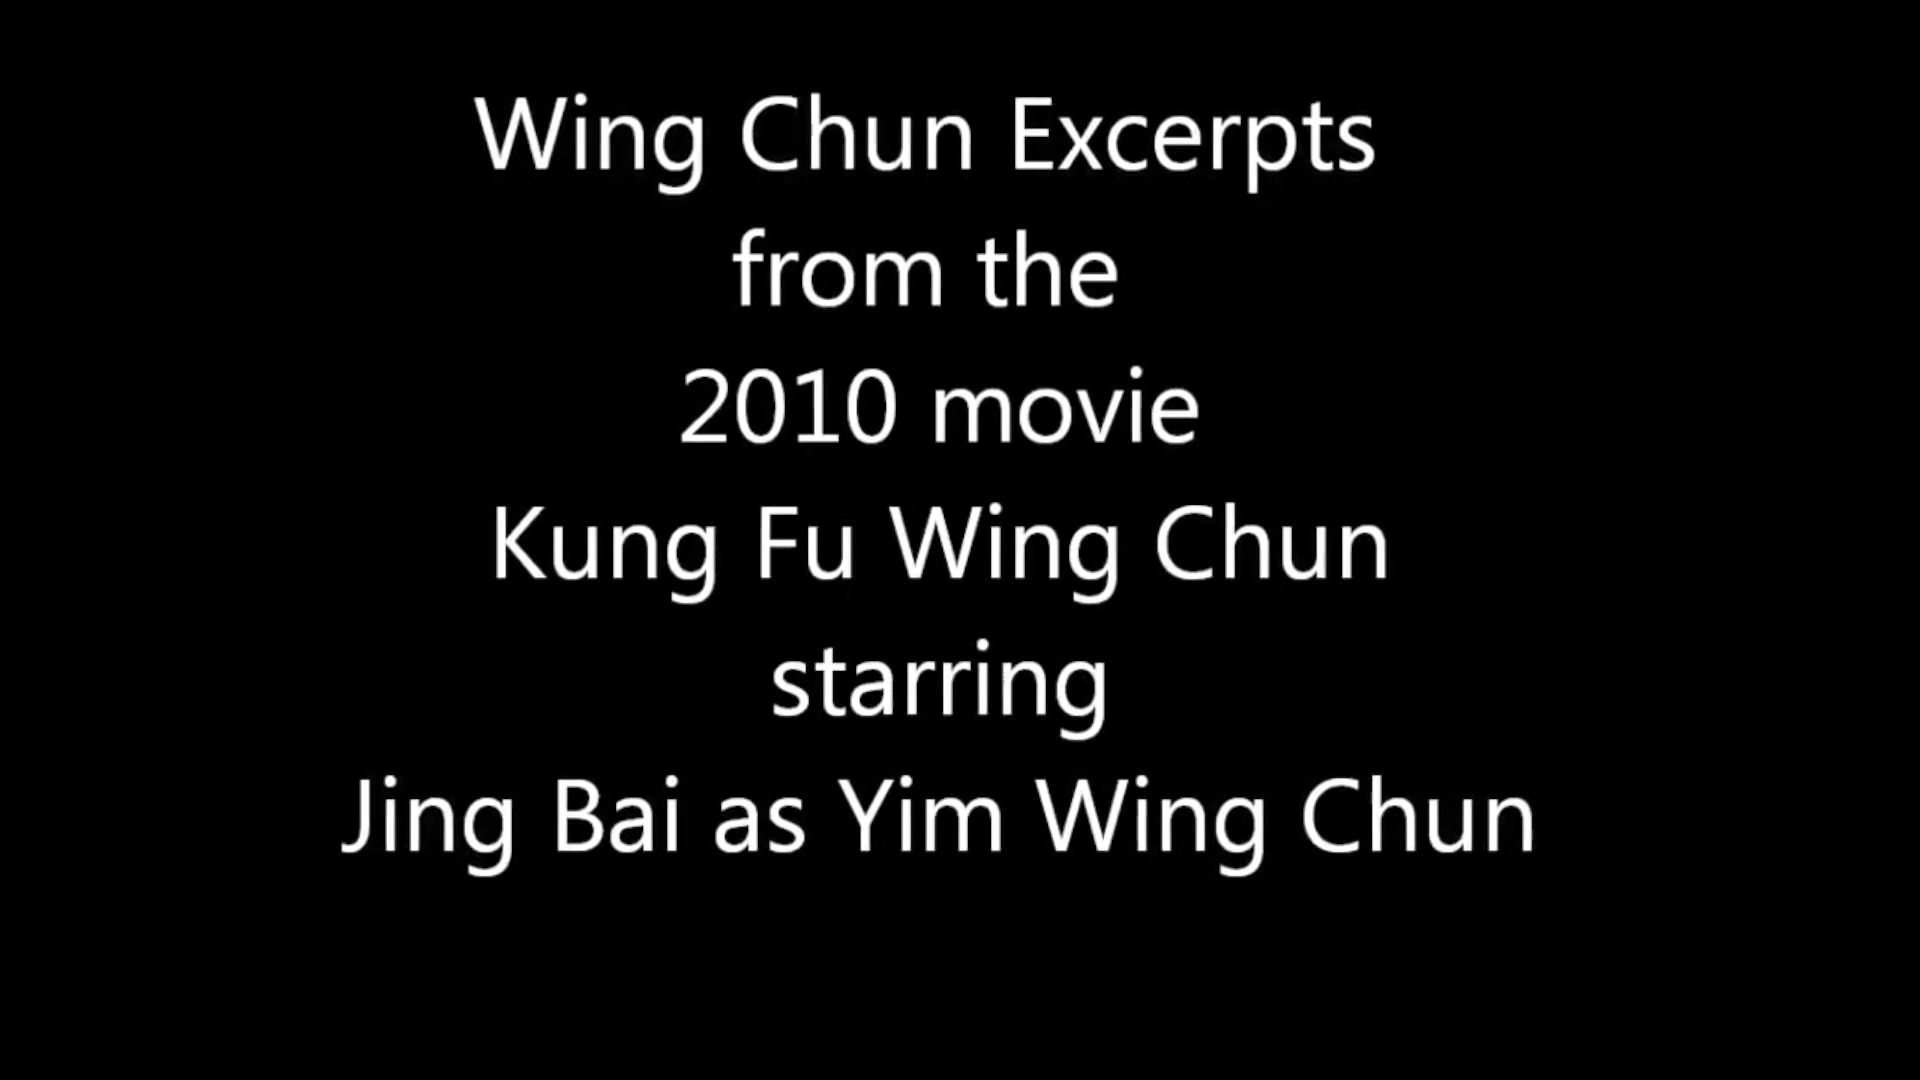 Wing Chun Excerpts
from the
2010 movie
Kung Fu Wing Chun
starring
Jing Bai as Yim Wing Chun